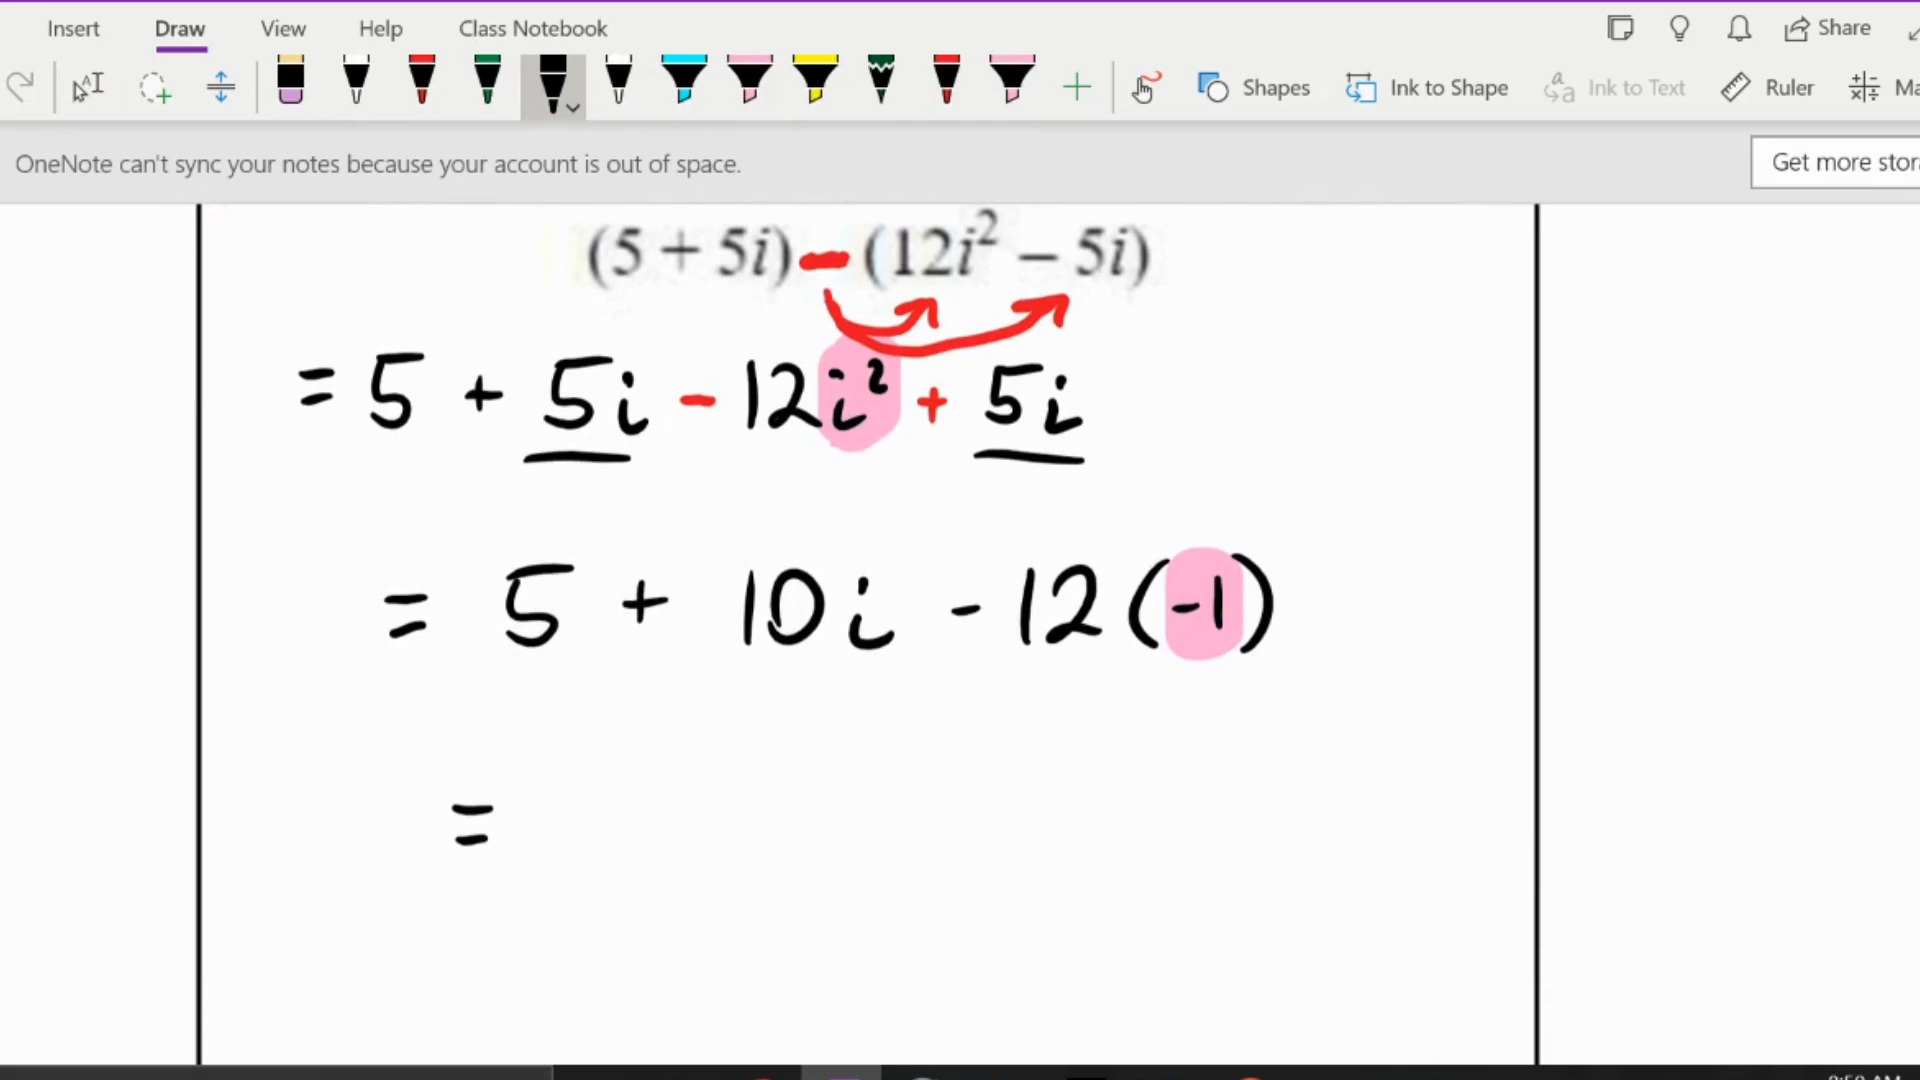 Insert Draw View Help Class Notebook Share
Shapes Ink to Shape Ink to Text Ruler
OneNote can't sync your notes because your account is out of space. Get more
(5 + 5i) - (12i² – 5i)
= 5 + 5i - 12i² + 5i
= 5 + 10i - 12(-1)
=